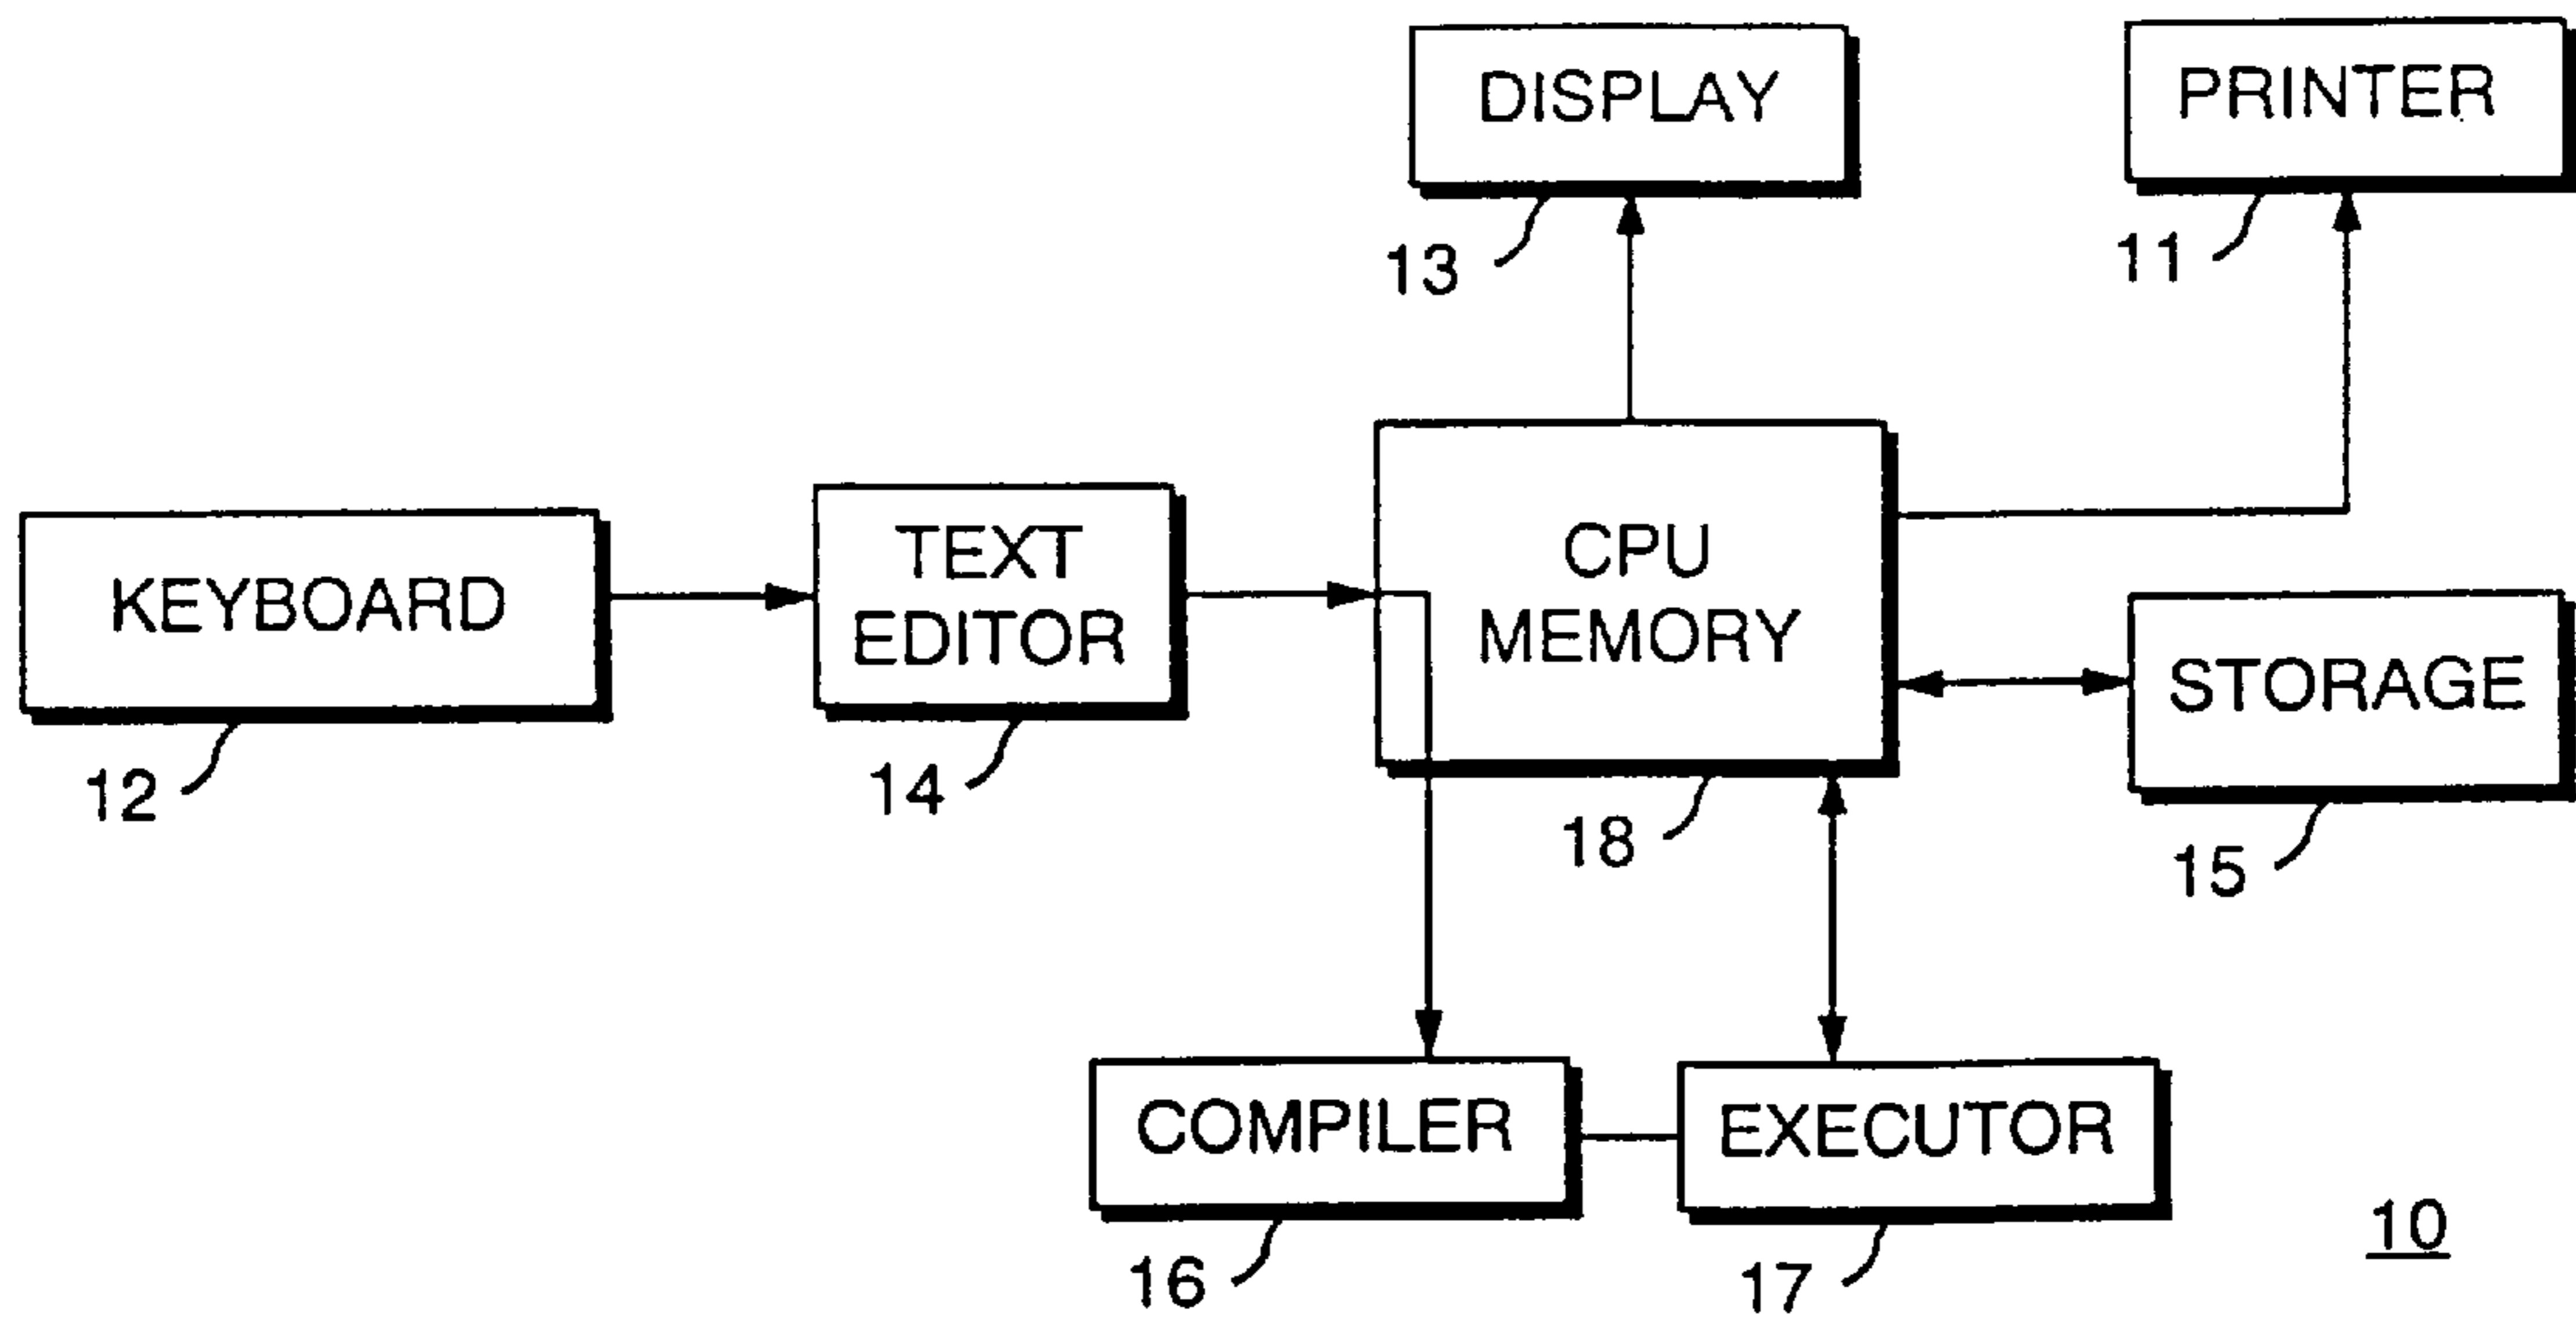 DISPLAY
13
PRINTER
11
KEYBOARD
12
TEXT
EDITOR
14
CPU
MEMORY
18
STORAGE
15
COMPILER
16
EXECUTOR
17
10